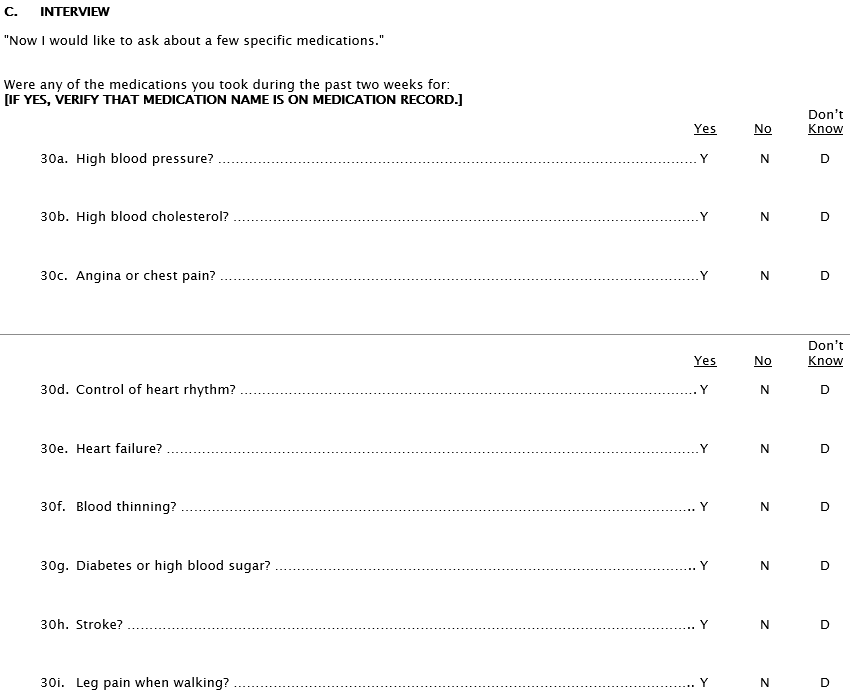 C. INTERVIEW
"Now I would like to ask about a few specific medications."
Were any of the medications you took during the past two weeks for:
[IF YES, VERIFY THAT MEDICATION NAME IS ON MEDICATION RECORD.]
Don't
Yes No Know
30a. High blood pressure? ........................................................................................................ Y N D
30b. High blood cholesterol? .....................................................................................................Y N D
30c. Angina or chest pain? ........................................................................................................Y N D
Don't
Yes No Know
30d. Control of heart rhythm? ................................................................................................... Y N D
30e. Heart failure? ....................................................................................................................Y N D
30f. Blood thinning? ................................................................................................................ Y N D
30g. Diabetes or high blood sugar? ........................................................................................... Y N D
30h. Stroke? ............................................................................................................................ Y N D
30i. Leg pain when walking? .................................................................................................... Y N D